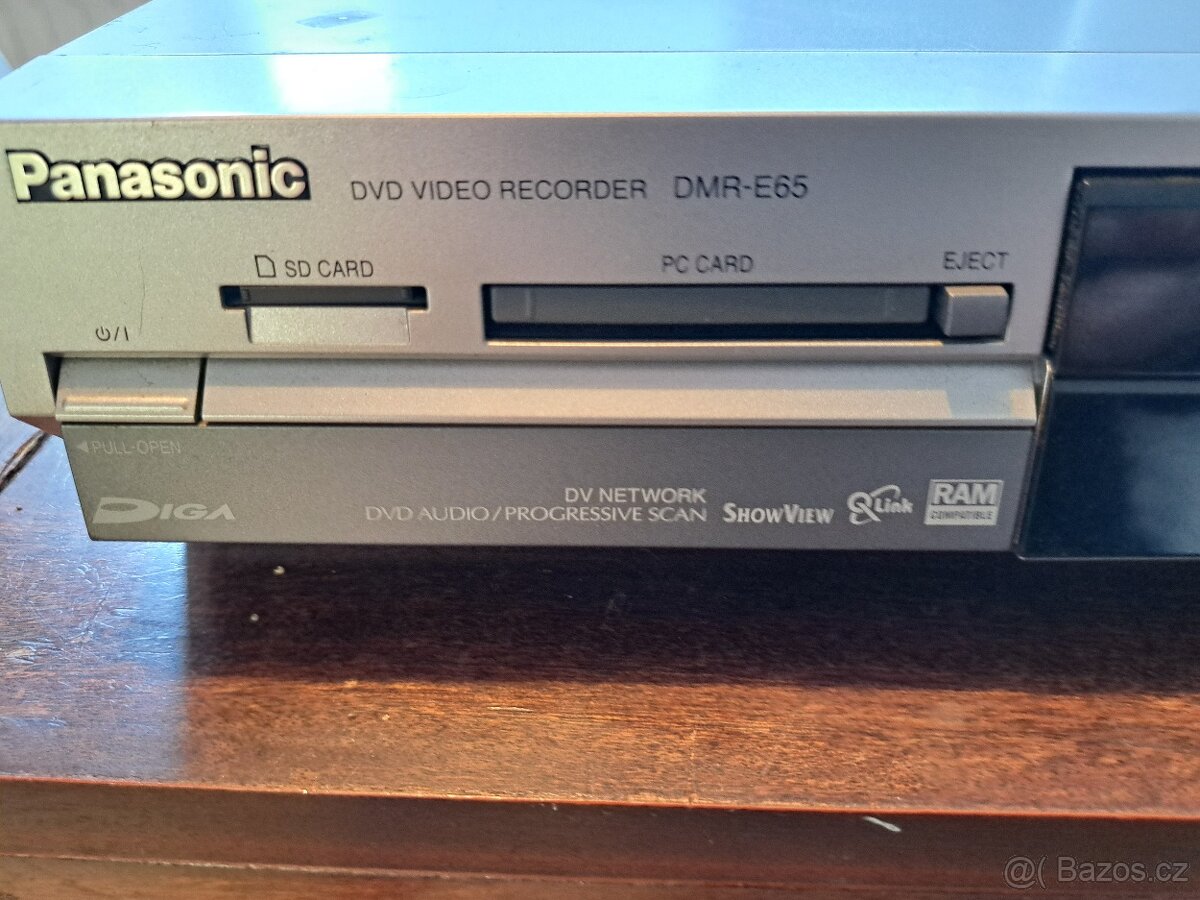 Panasonic DVD VIDEO RECORDER DMR-E65
SD CARD
PC CARD
EJECT
⏻/I
◀PULL-OPEN
DIGA
DV NETWORK
DVD AUDIO/PROGRESSIVE SCAN
SHOWVIEW
Q Link
RAM
COMPATIBLE
@( Bazos.cz